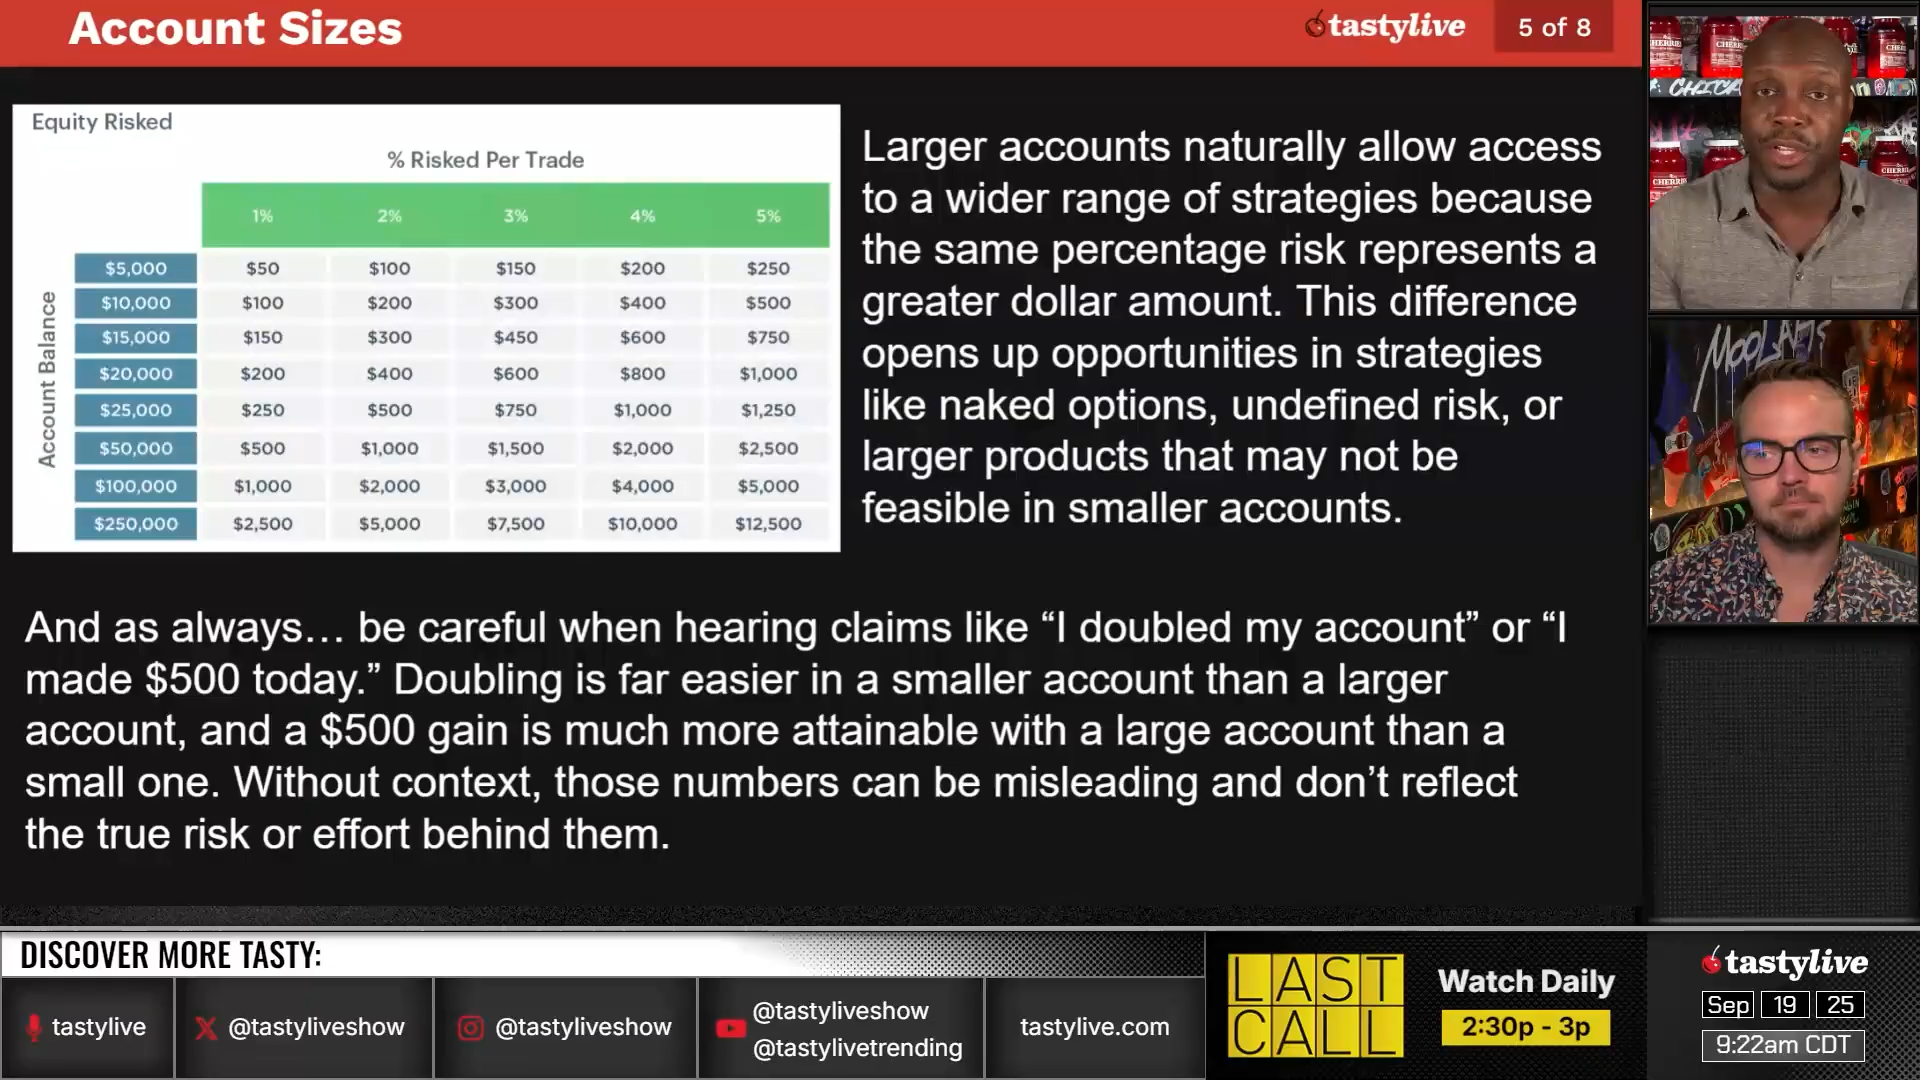 Account Sizes
tastylive
5 of 8
Equity Risked
% Risked Per Trade
1% 2% 3% 4% 5%
Account Balance
$5,000 $50 $100 $150 $200 $250
$10,000 $100 $200 $300 $400 $500
$15,000 $150 $300 $450 $600 $750
$20,000 $200 $400 $600 $800 $1,000
$25,000 $250 $500 $750 $1,000 $1,250
$50,000 $500 $1,000 $1,500 $2,000 $2,500
$100,000 $1,000 $2,000 $3,000 $4,000 $5,000
$250,000 $2,500 $5,000 $7,500 $10,000 $12,500
Larger accounts naturally allow access
to a wider range of strategies because
the same percentage risk represents a
greater dollar amount. This difference
opens up opportunities in strategies
like naked options, undefined risk, or
larger products that may not be
feasible in smaller accounts.
And as always… be careful when hearing claims like “I doubled my account” or “I
made $500 today.” Doubling is far easier in a smaller account than a larger
account, and a $500 gain is much more attainable with a large account than a
small one. Without context, those numbers can be misleading and don’t reflect
the true risk or effort behind them.
DISCOVER MORE TASTY:
tastylive
@tastyliveshow
@tastyliveshow
@tastyliveshow
@tastylivetrending
tastylive.com
LAST
CALL
Watch Daily
2:30p - 3p
tastylive
Sep 19 25
9:22am CDT